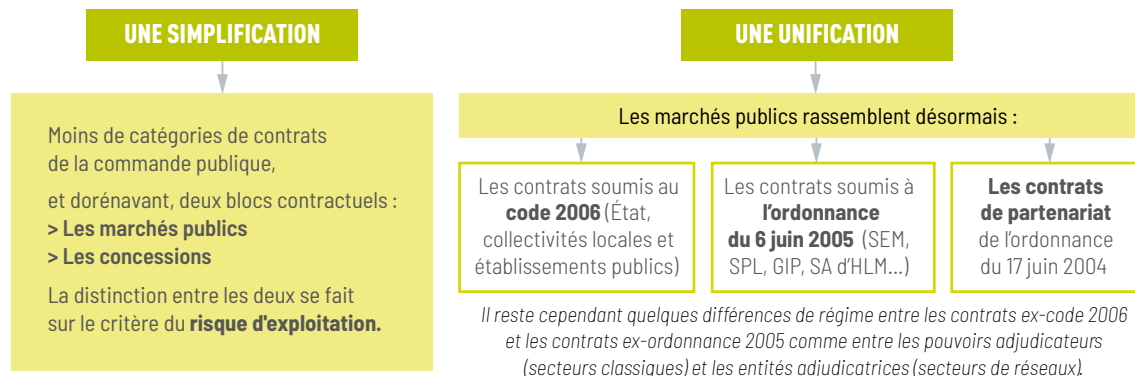 UNE SIMPLIFICATION
Moins de catégories de contrats
de la commande publique,
et dorénavant, deux blocs contractuels :
> Les marchés publics
> Les concessions
La distinction entre les deux se fait
sur le critère du risque d'exploitation.
UNE UNIFICATION
Les marchés publics rassemblent désormais :
Les contrats soumis au
code 2006 (État,
collectivités locales et
établissements publics)
Les contrats soumis à
l'ordonnance
du 6 juin 2005 (SEM,
SPL, GIP, SA d'HLM...)
Les contrats
de partenariat
de l'ordonnance
du 17 juin 2004
Il reste cependant quelques différences de régime entre les contrats ex-code 2006
et les contrats ex-ordonnance 2005 comme entre les pouvoirs adjudicateurs
(secteurs classiques) et les entités adjudicatrices (secteurs de réseaux).